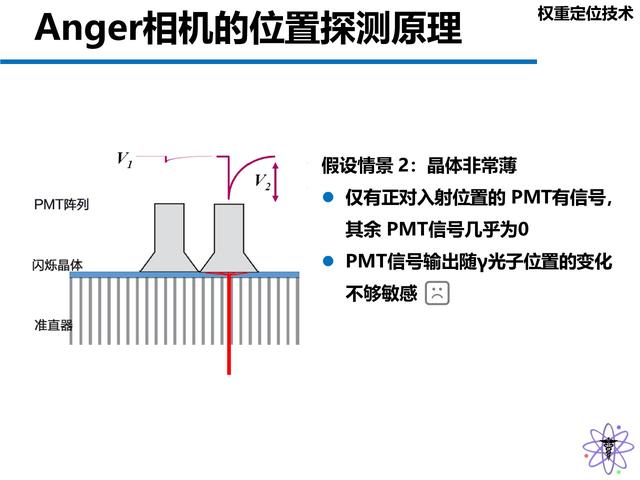 Anger相机的位置探测原理
权重定位技术
V1
V2
PMT阵列
闪烁晶体
准直器
假设情景 2：晶体非常薄
仅有正对入射位置的 PMT有信号，
其余 PMT信号几乎为0
PMT信号输出随γ光子位置的变化
不够敏感